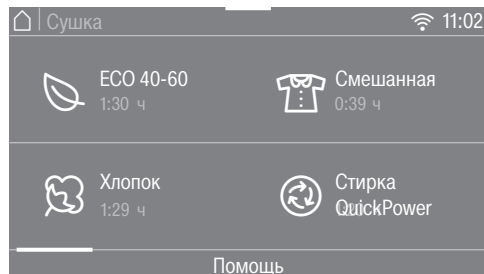 Сушка 11:02
ECO 40-60
1:30 ч
Смешанная
0:39 ч
Хлопок
1:29 ч
Стирка
QuickPower
Помощь